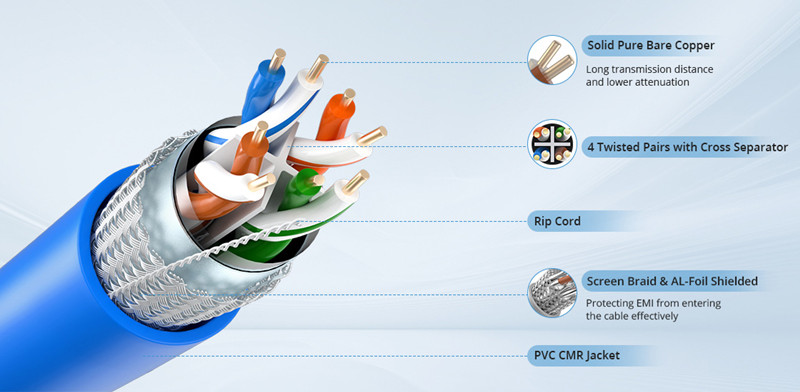 Solid Pure Bare Copper
Long transmission distance
and lower attenuation
4 Twisted Pairs with Cross Separator
Rip Cord
Screen Braid & AL-Foil Shielded
Protecting EMI from entering
the cable effectively
PVC CMR Jacket